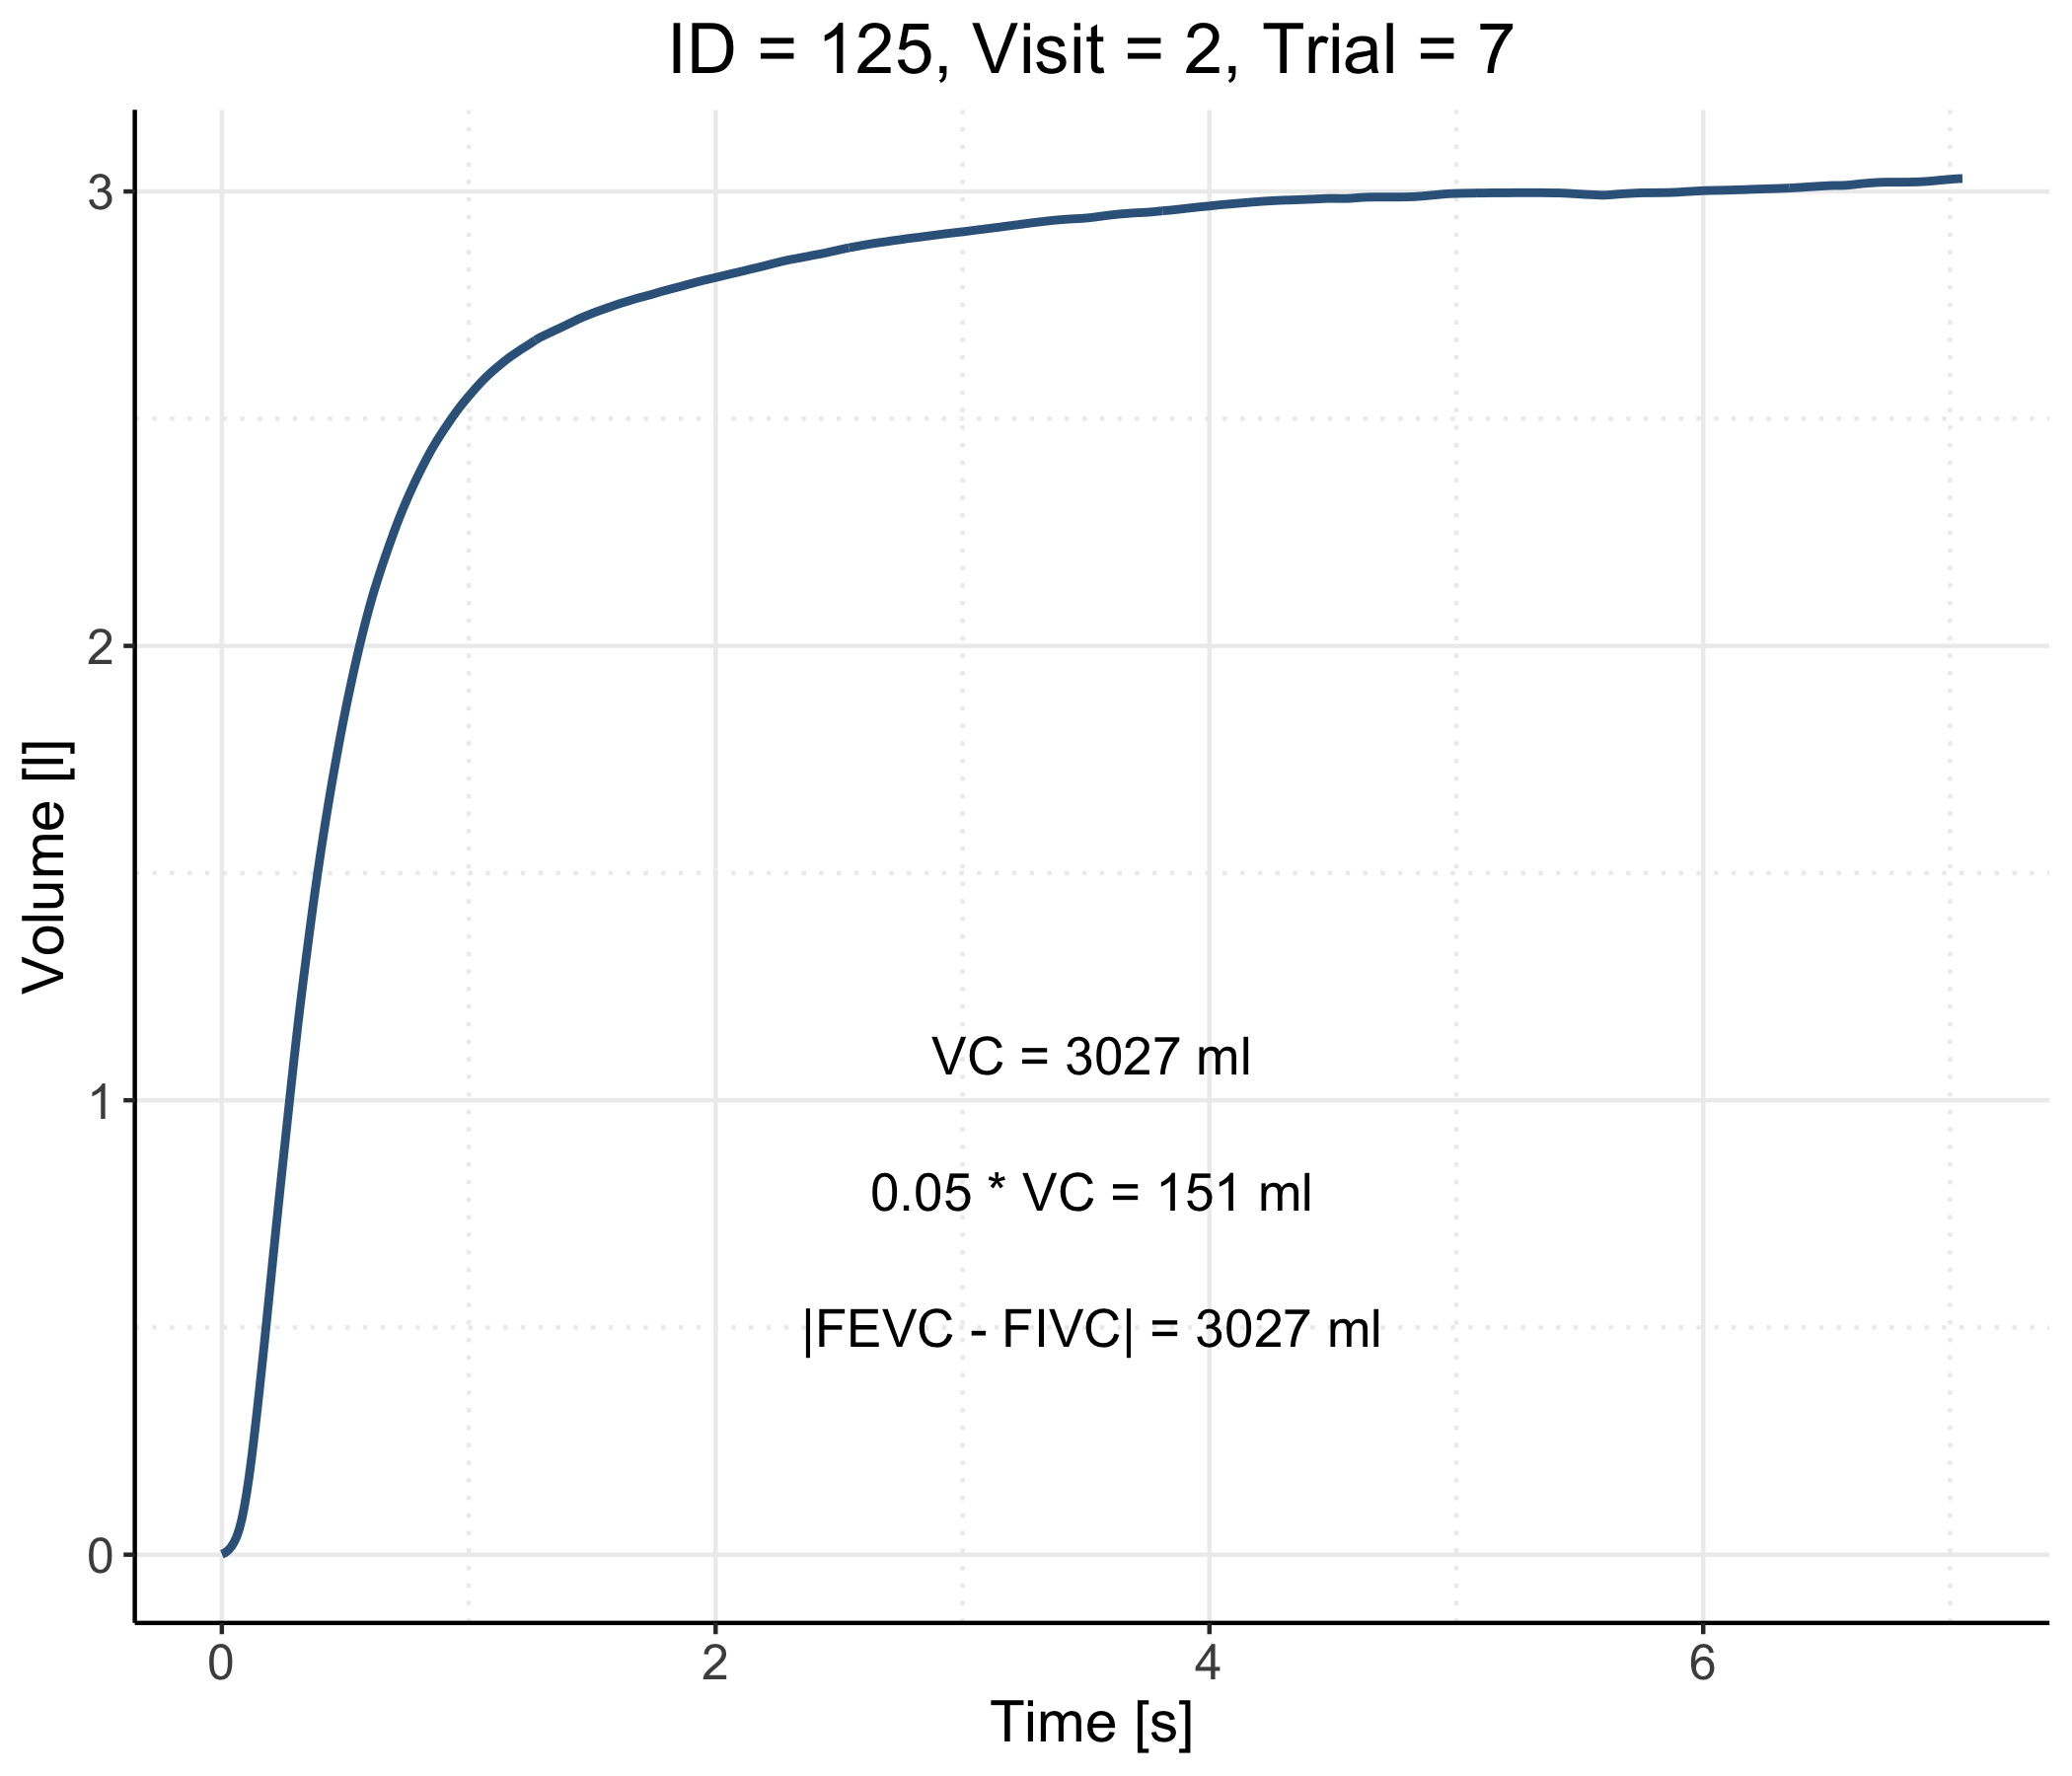 ID = 125, Visit = 2, Trial = 7
3
2
1
0
Volume [l]
VC = 3027 ml
0.05 * VC = 151 ml
|FEVC - FIVC| = 3027 ml
0 2 4 6
Time [s]